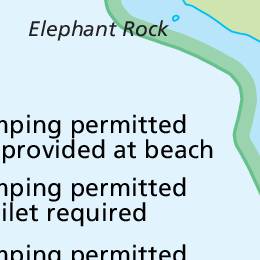 Elephant Rock
mping permitted
provided at beach
mping permitted
ilet required
mping permitted